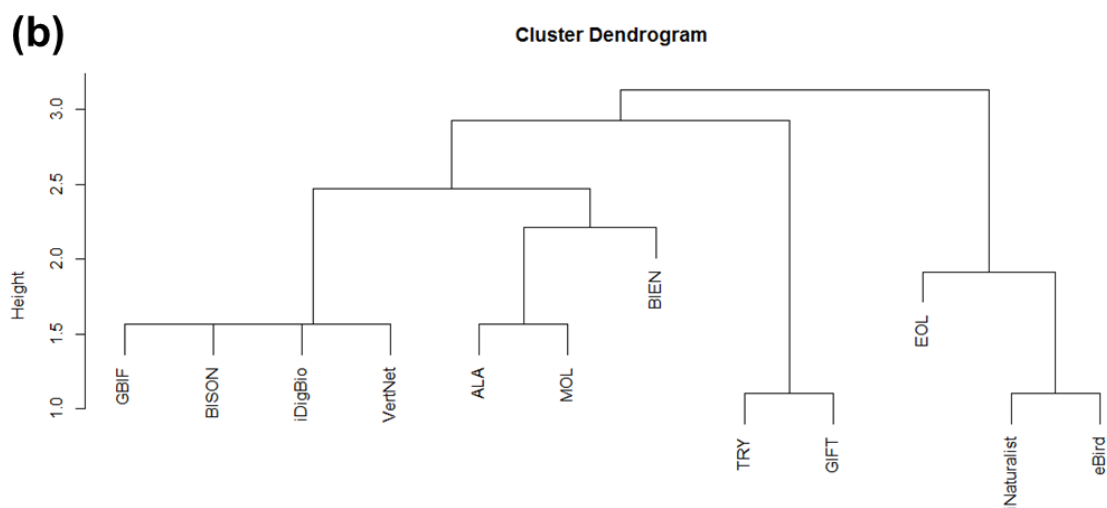 (b)
Cluster Dendrogram
Height
3.0
2.5
2.0
1.5
1.0
GBIF
BISON
iDigBio
VertNet
ALA
MOL
BIEN
TRY
GIFT
EOL
iNaturalist
eBird